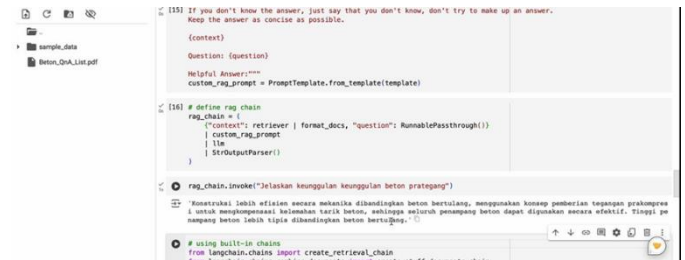 ..
sample_data
Beton_QnA_List.pdf
[15] If you don't know the answer, just say that you don't know, don't try to make up an answer.
Keep the answer as concise as possible.
{context}
Question: {question}
Helpful Answer:"""
custom_rag_prompt = PromptTemplate.from_template(template)
[16] # define rag chain
rag_chain = (
{"context": retriever | format_docs, "question": RunnablePassthrough()}
| custom_rag_prompt
| llm
| StrOutputParser()
)
rag_chain.invoke("Jelaskan keunggulan keunggulan beton prategang")
'Konstruksi lebih efisien secara mekanika dibandingkan beton bertulang, menggunakan konsep pemberian tegangan prakompres
i untuk mengkompensasi kelemahan tarik beton, sehingga seluruh penampang beton dapat digunakan secara efektif. Tinggi pe
nampang beton lebih tipis dibandingkan beton bertulang.'
# using built-in chains
from langchain.chains import create_retrieval_chain